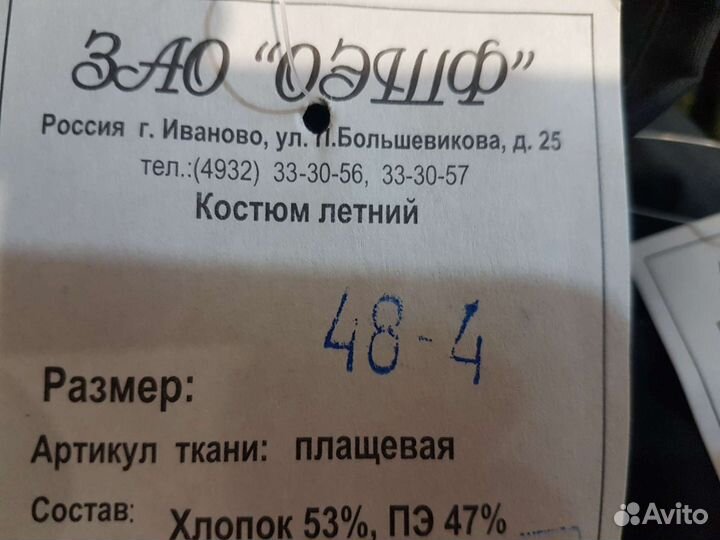 ЗАО "ОЭШФ"
Россия г. Иваново, ул. П.Большевикова, д. 25
тел.:(4932) 33-30-56, 33-30-57
Костюм летний
48-4
Размер:
Артикул ткани: плащевая
Состав: Хлопок 53%, ПЭ 47%
Avito